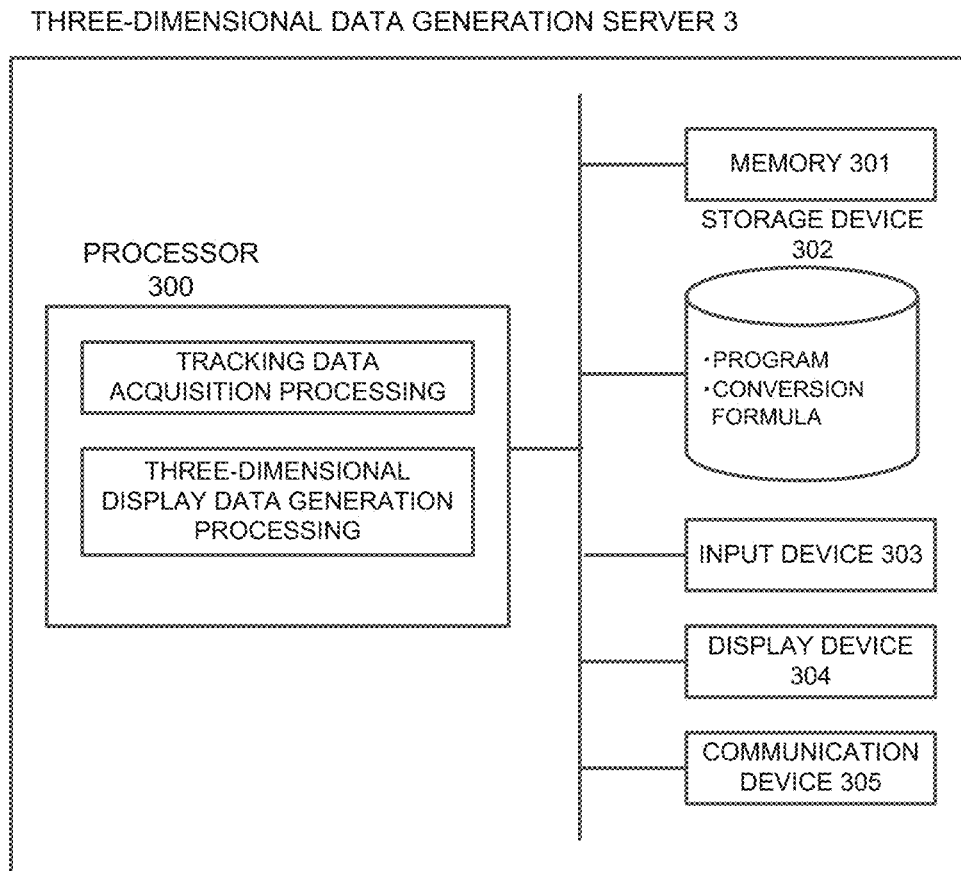 THREE-DIMENSIONAL DATA GENERATION SERVER 3
PROCESSOR
300
TRACKING DATA
ACQUISITION PROCESSING
THREE-DIMENSIONAL
DISPLAY DATA GENERATION
PROCESSING
MEMORY 301
STORAGE DEVICE
302
・PROGRAM
・CONVERSION
FORMULA
INPUT DEVICE 303
DISPLAY DEVICE
304
COMMUNICATION
DEVICE 305